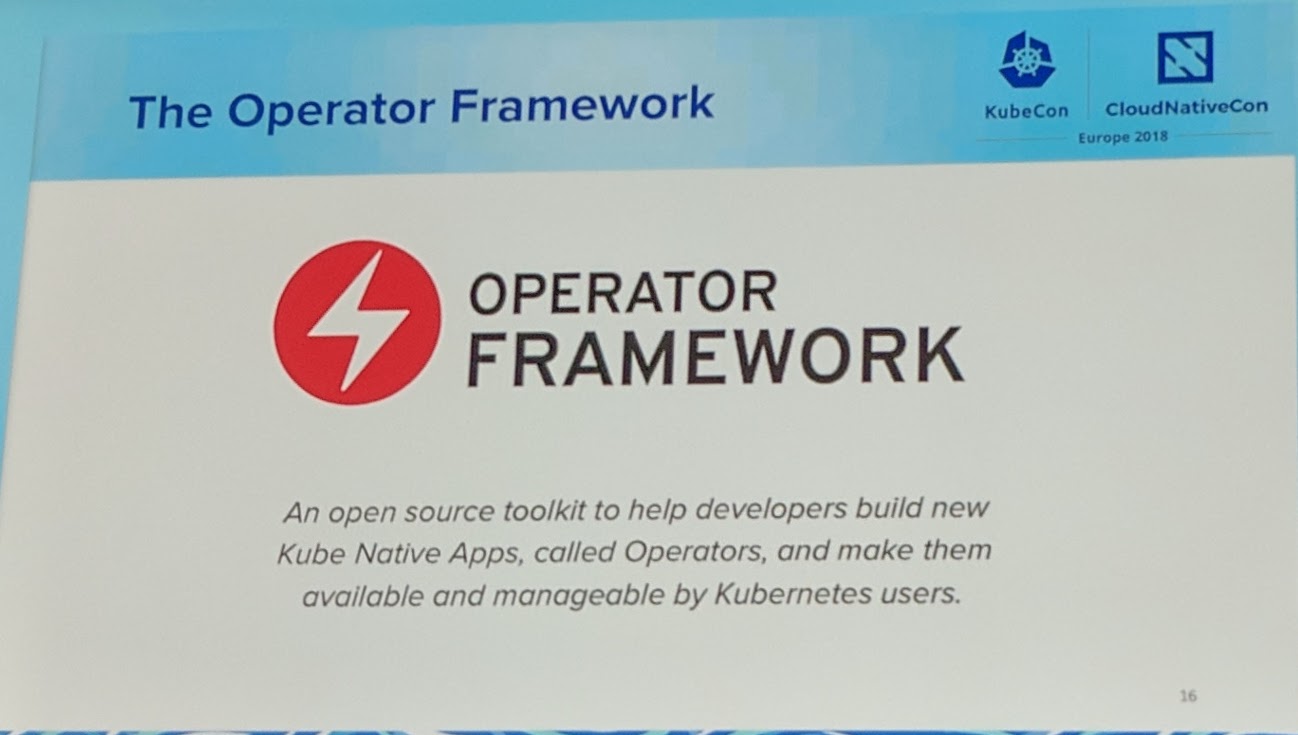 The Operator Framework
KubeCon
CloudNativeCon
Europe 2018
OPERATOR
FRAMEWORK
An open source toolkit to help developers build new
Kube Native Apps, called Operators, and make them
available and manageable by Kubernetes users.
16